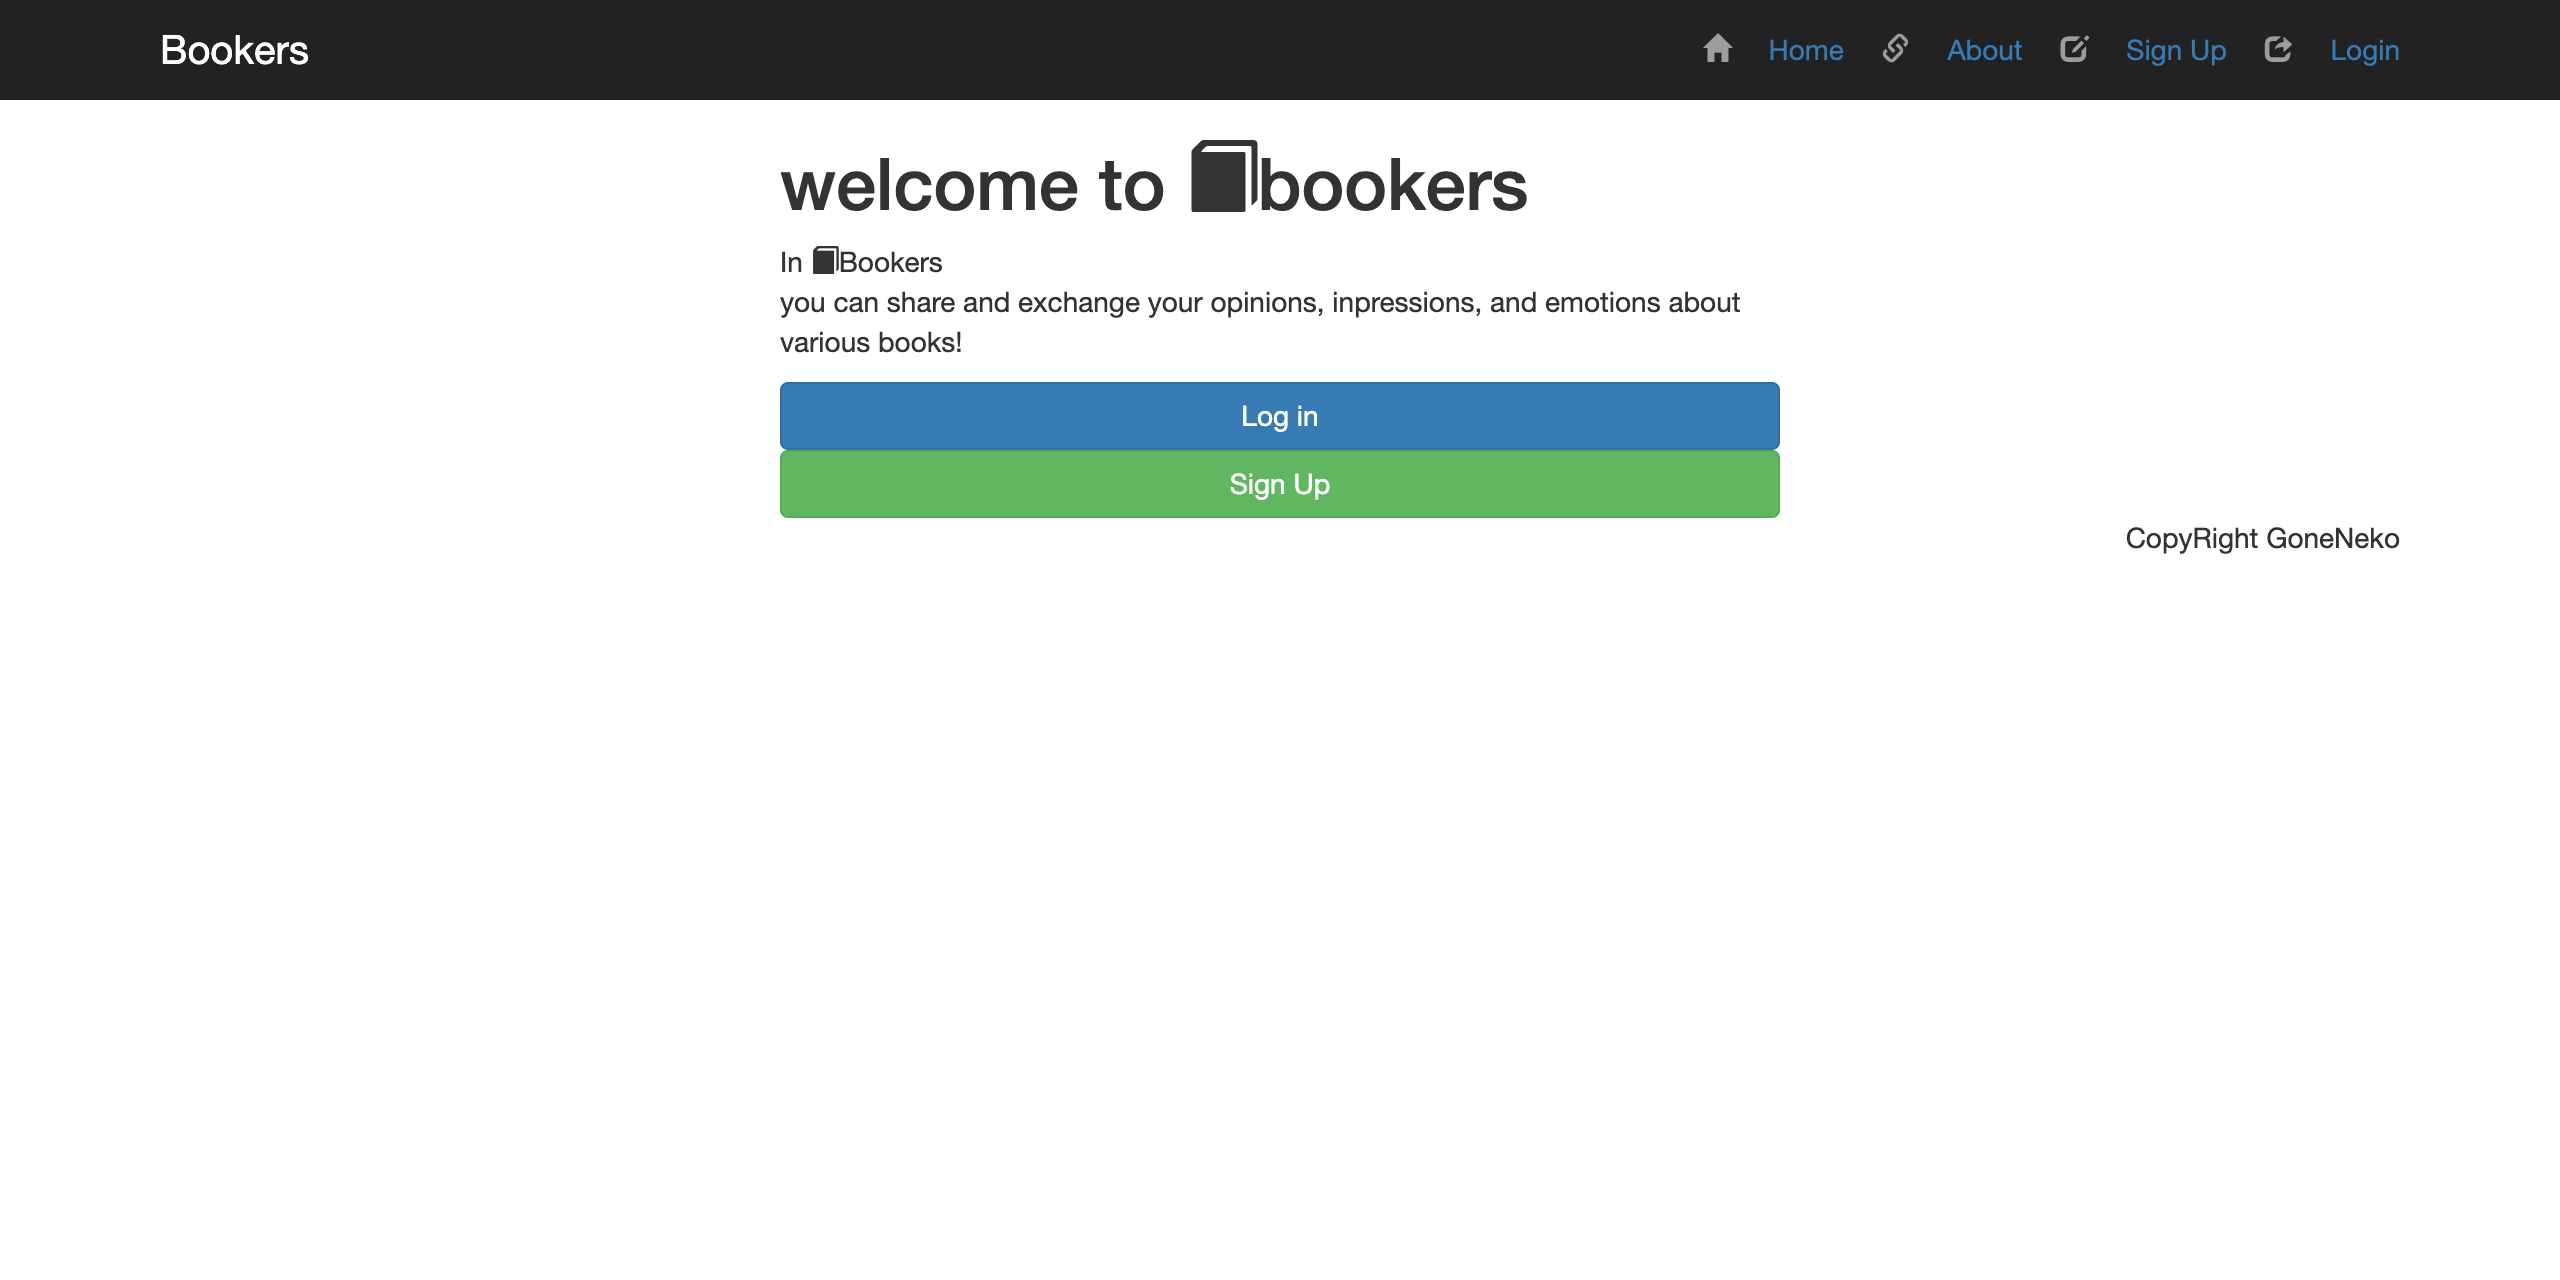 Bookers
Home About Sign Up Login
welcome to bookers
In Bookers
you can share and exchange your opinions, inpressions, and emotions about
various books!
Log in
Sign Up
CopyRight GoneNeko